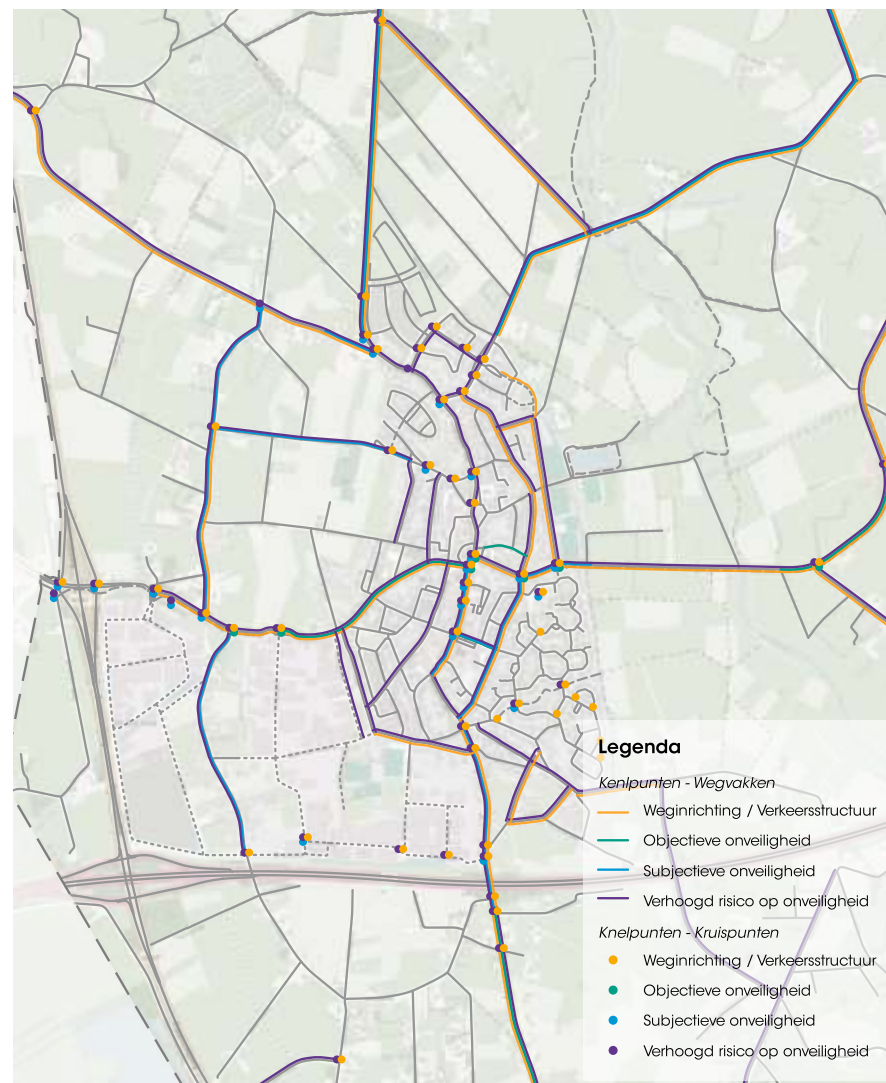 Legenda
Kenlpunten - Wegvakken
Weginrichting / Verkeersstructuur
Objectieve onveiligheid
Subjectieve onveiligheid
Verhoogd risico op onveiligheid
Knelpunten - Kruispunten
Weginrichting / Verkeersstructuur
Objectieve onveiligheid
Subjectieve onveiligheid
Verhoogd risico op onveiligheid